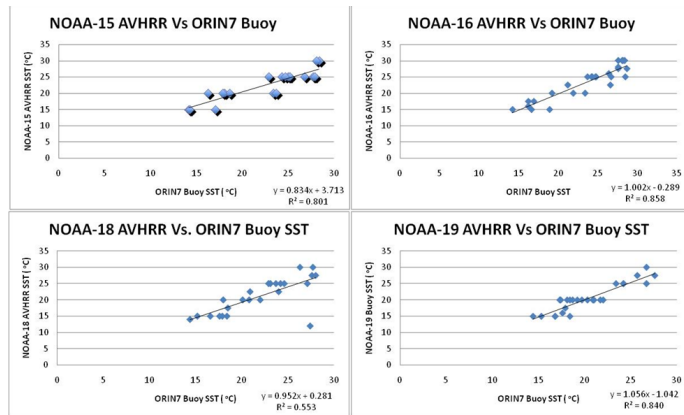 NOAA-15 AVHRR Vs ORIN7 Buoy
NOAA-15 AVHRR SST (°C)
35
30
25
20
15
10
5
0
0 5 10 15 20 25 30
ORIN7 Buoy SST (°C)
y = 0.834x + 3.713
R² = 0.801
NOAA-16 AVHRR Vs ORIN7 Buoy
NOAA-16 AVHRR SST (°C)
35
30
25
20
15
10
5
0
0 5 10 15 20 25 30 35
ORIN7 Buoy SST
y = 1.002x - 0.289
R² = 0.858
NOAA-18 AVHRR Vs. ORIN7 Buoy SST
NOAA-18 AVHRR SST (°C)
35
30
25
20
15
10
5
0
0 5 10 15 20 25 30
ORIN7 Buoy SST (°C)
y = 0.952x + 0.281
R² = 0.553
NOAA-19 AVHRR Vs ORIN7 Buoy SST
NOAA-19 Buoy SST (°C)
35
30
25
20
15
10
5
0
0 5 10 15 20 25 30
ORIN7 Buoy SST (°C)
y = 1.056x - 1.042
R² = 0.840